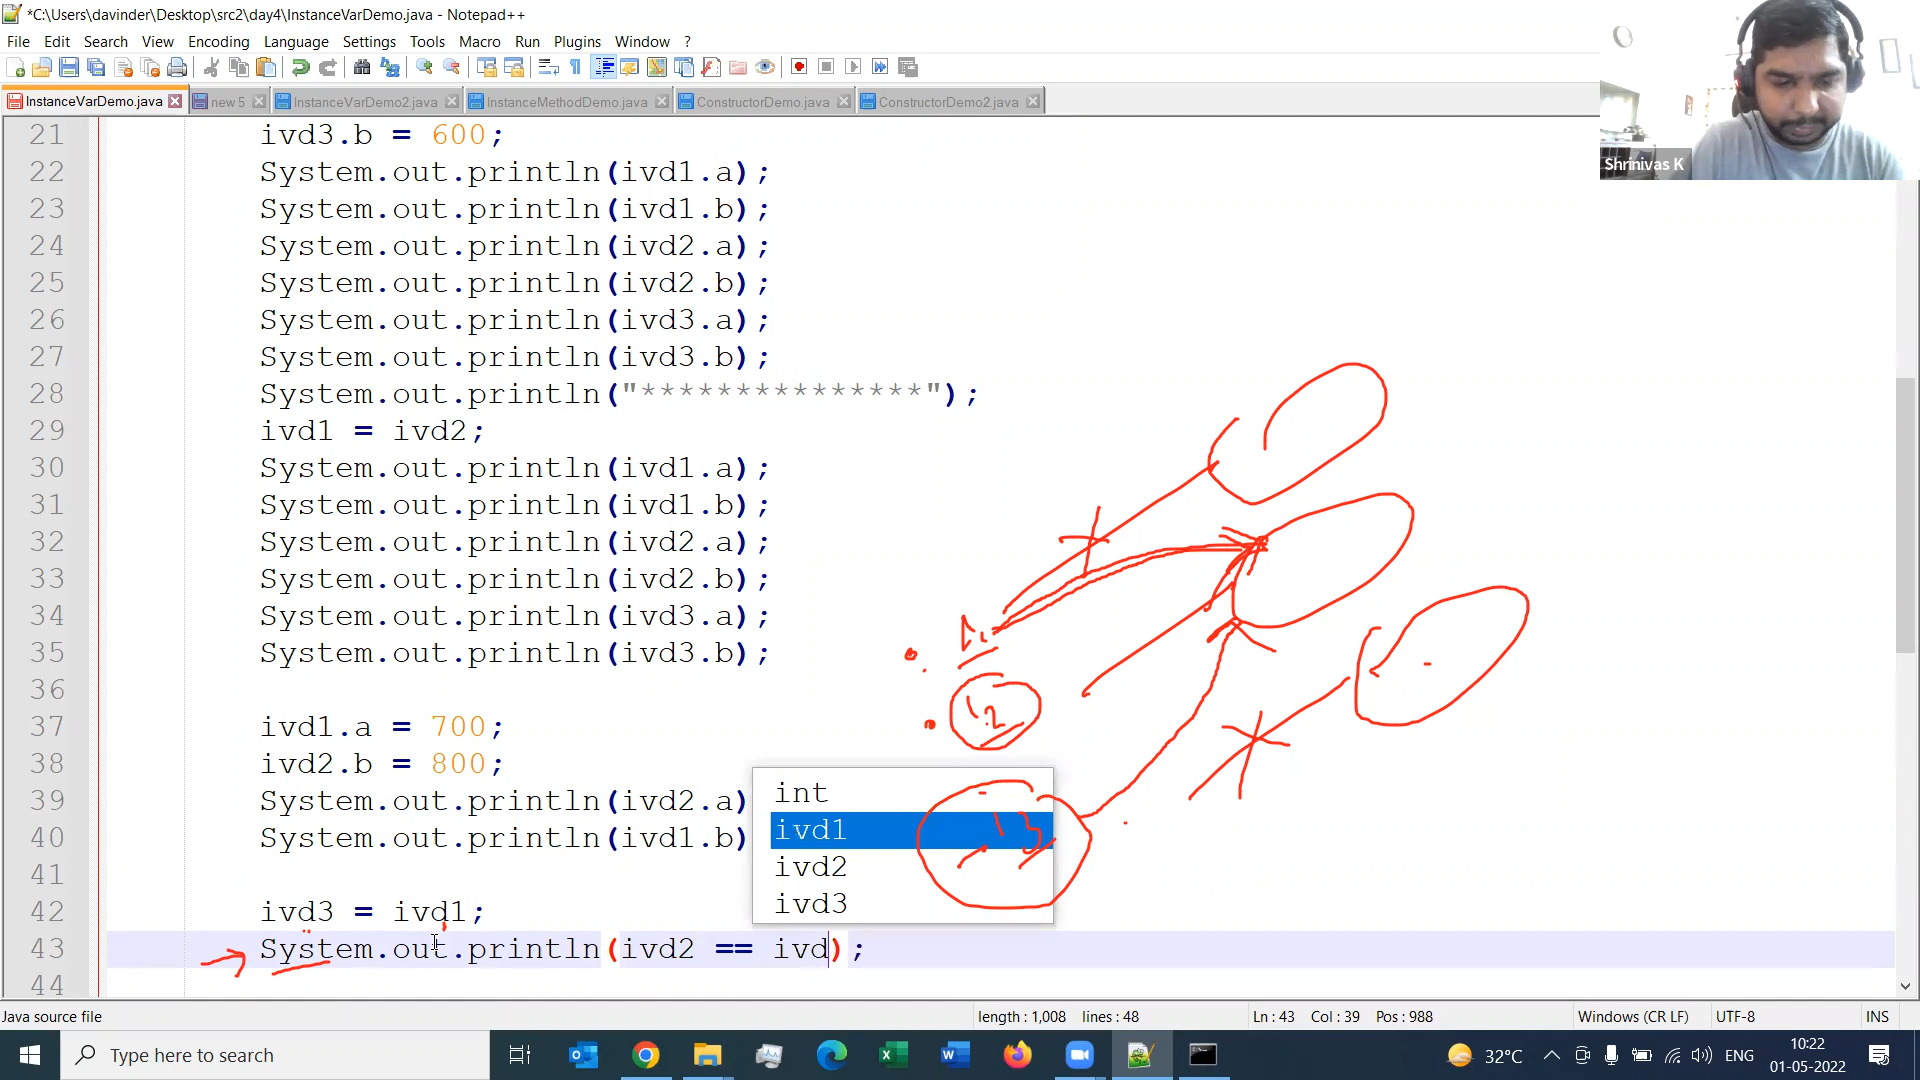 *C:\Users\davinder\Desktop\src2\day4\InstanceVarDemo.java - Notepad++
File Edit Search View Encoding Language Settings Tools Macro Run Plugins Window ?
InstanceVarDemo.java new 5 InstanceVarDemo2.java InstanceMethodDemo.java ConstructorDemo.java ConstructorDemo2.java
Shrinivas K
21 ivd3.b = 600;
22 System.out.println(ivd1.a);
23 System.out.println(ivd1.b);
24 System.out.println(ivd2.a);
25 System.out.println(ivd2.b);
26 System.out.println(ivd3.a);
27 System.out.println(ivd3.b);
28 System.out.println("***************");
29 ivd1 = ivd2;
30 System.out.println(ivd1.a);
31 System.out.println(ivd1.b);
32 System.out.println(ivd2.a);
33 System.out.println(ivd2.b);
34 System.out.println(ivd3.a);
35 System.out.println(ivd3.b);
36
37 ivd1.a = 700;
38 ivd2.b = 800;
39 System.out.println(ivd2.a)
40 System.out.println(ivd1.b)
41
42 ivd3 = ivd1;
43 System.out.println(ivd2 == ivd);
44
int
ivd1
ivd2
ivd3
i2
i3
Java source file length : 1,008 lines : 48 Ln : 43 Col : 39 Pos : 988 Windows (CR LF) UTF-8 INS
Type here to search
32°C ENG 10:22
01-05-2022